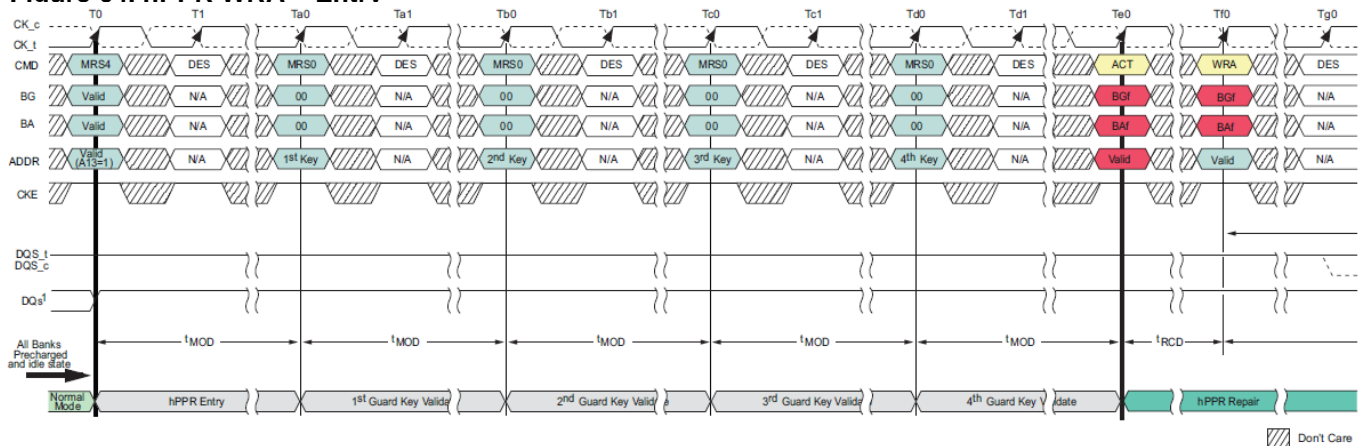 T0 T1 Ta0 Ta1 Tb0 Tb1 Tc0 Tc1 Td0 Td1 Te0 Tf0 Tg0
CK_c
CK_t
CMD MRS4 DES MRS0 DES MRS0 DES MRS0 DES MRS0 DES ACT WRA DES
BG Valid N/A 00 N/A 00 N/A 00 N/A 00 N/A BGf BGf N/A
BA Valid N/A 00 N/A 00 N/A 00 N/A 00 N/A BAf BAf N/A
ADDR Valid (A13=1) N/A 1st Key N/A 2nd Key N/A 3rd Key N/A 4th Key N/A Valid Valid N/A
CKE
DQS_t
DQS_c
DQs1
All Banks
Precharged
and idle state
tMOD tMOD tMOD tMOD tMOD tRCD
Normal
Mode
hPPR Entry 1st Guard Key Valida 2nd Guard Key Valid e 3rd Guard Key Valida 4th Guard Key V idate hPPR Repair
Don't Care